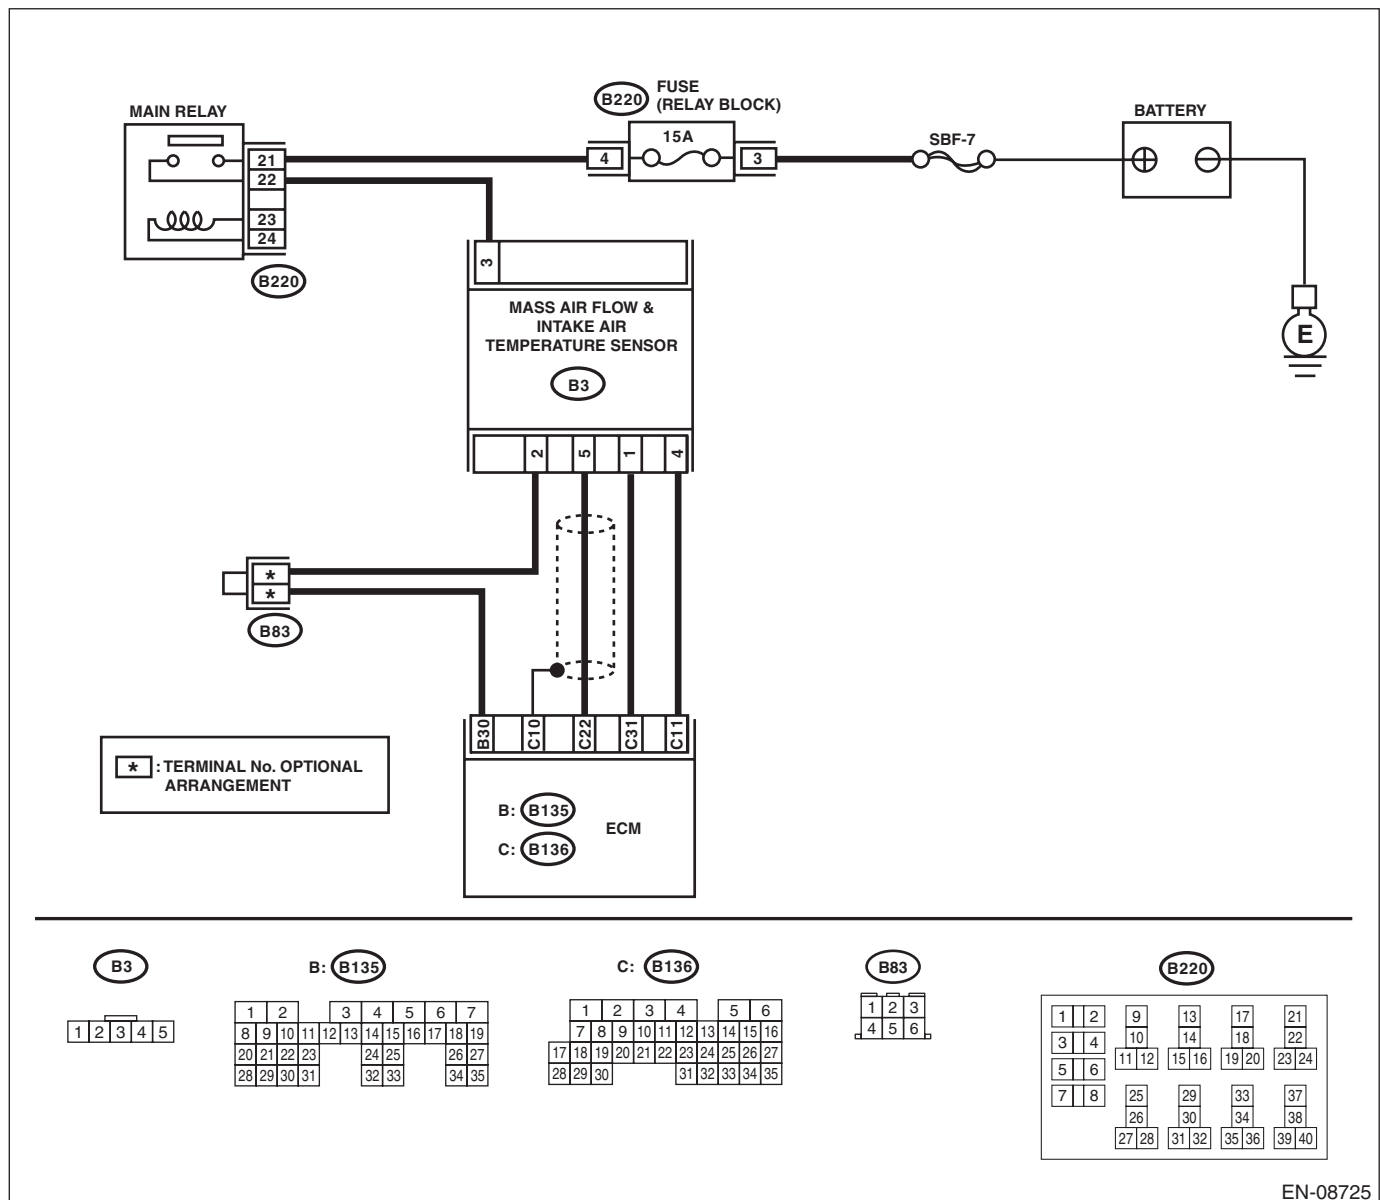 B220
FUSE
(RELAY BLOCK)
MAIN RELAY
BATTERY
15A
SBF-7
21
4
3
22
23
24
B220
3
MASS AIR FLOW &
INTAKE AIR
TEMPERATURE SENSOR
B3
E
2 5 1 4
*
*
B83
B30 C10 C22 C31 C11
* : TERMINAL No. OPTIONAL
ARRANGEMENT
B: B135
ECM
C: B136
B3
1 2 3 4 5
B: B135
1 2 3 4 5 6 7
8 9 10 11 12 13 14 15 16 17 18 19
20 21 22 23 24 25 26 27
28 29 30 31 32 33 34 35
C: B136
1 2 3 4 5 6
7 8 9 10 11 12 13 14 15 16
17 18 19 20 21 22 23 24 25 26 27
28 29 30 31 32 33 34 35
B83
1 2 3
4 5 6
B220
1 2 9 13 17 21
3 4 10 14 18 22
5 6 11 12 15 16 19 20 23 24
7 8 25 29 33 37
26 30 34 38
27 28 31 32 35 36 39 40
EN-08725